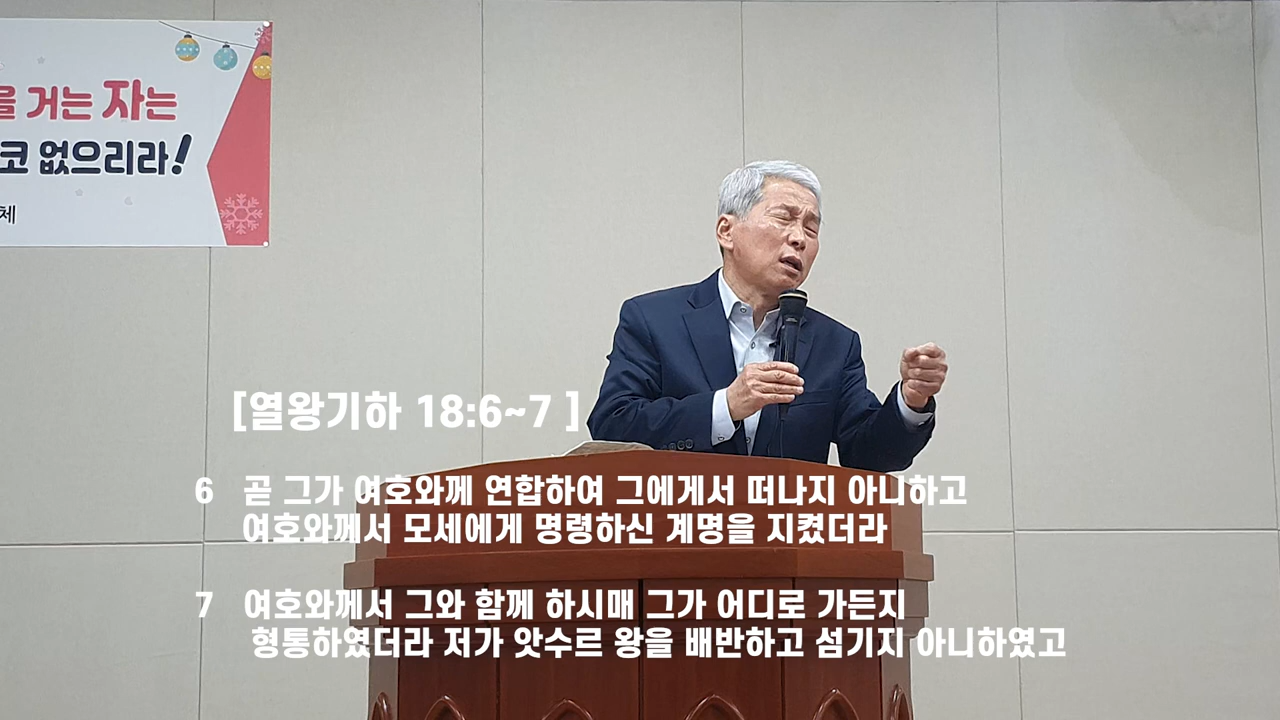 을 거는 자는
코 없으리라!
체
[열왕기하 18:6~7 ]
6 곧 그가 여호와께 연합하여 그에게서 떠나지 아니하고
여호와께서 모세에게 명령하신 계명을 지켰더라
7 여호와께서 그와 함께 하시매 그가 어디로 가든지
형통하였더라 저가 앗수르 왕을 배반하고 섬기지 아니하였고